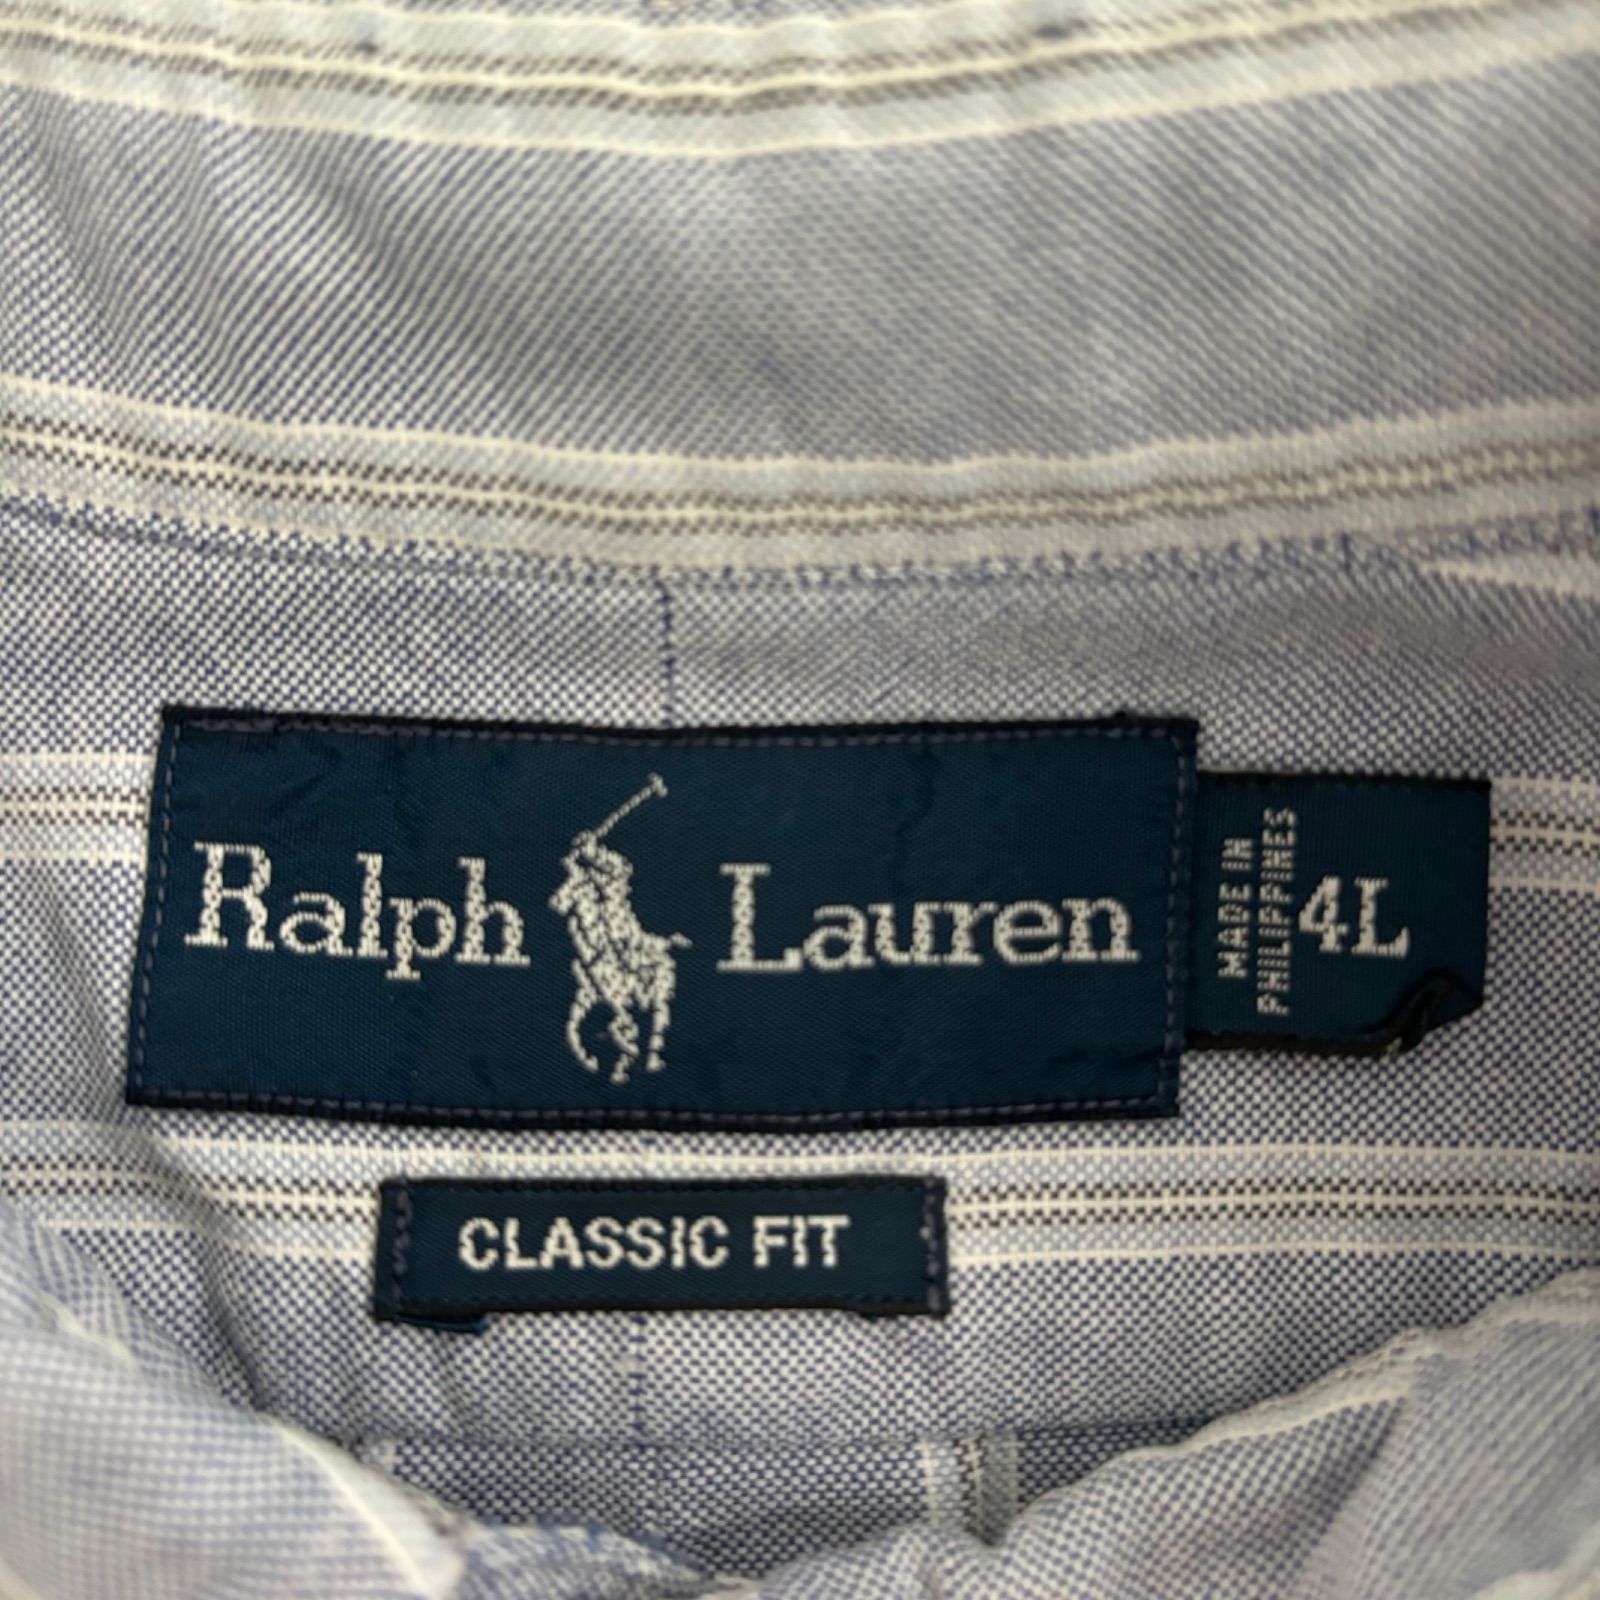 Ralph Lauren
MADE IN
PHILIPPINES
4L
CLASSIC FIT